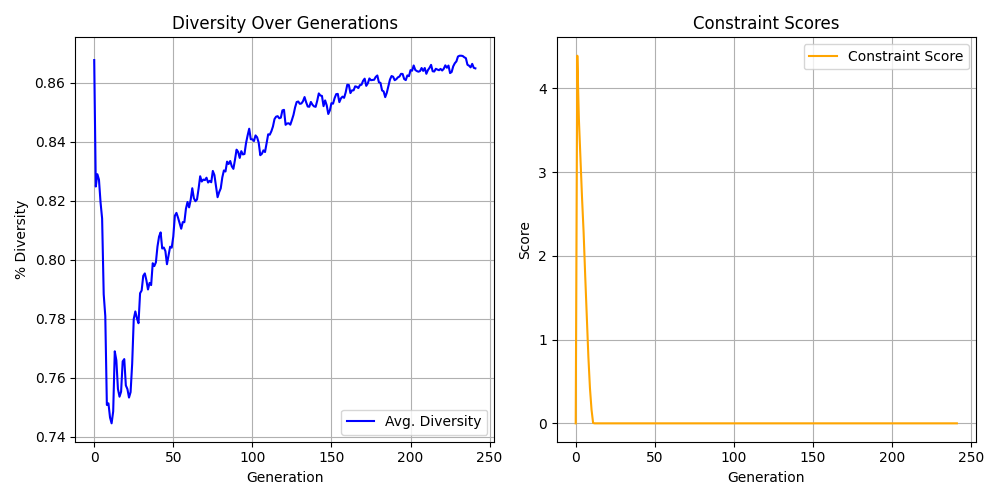 Diversity Over Generations
% Diversity
0.86
0.84
0.82
0.80
0.78
0.76
0.74
Avg. Diversity
0 50 100 150 200 250
Generation
Constraint Scores
Score
4
3
2
1
0
Constraint Score
0 50 100 150 200 250
Generation